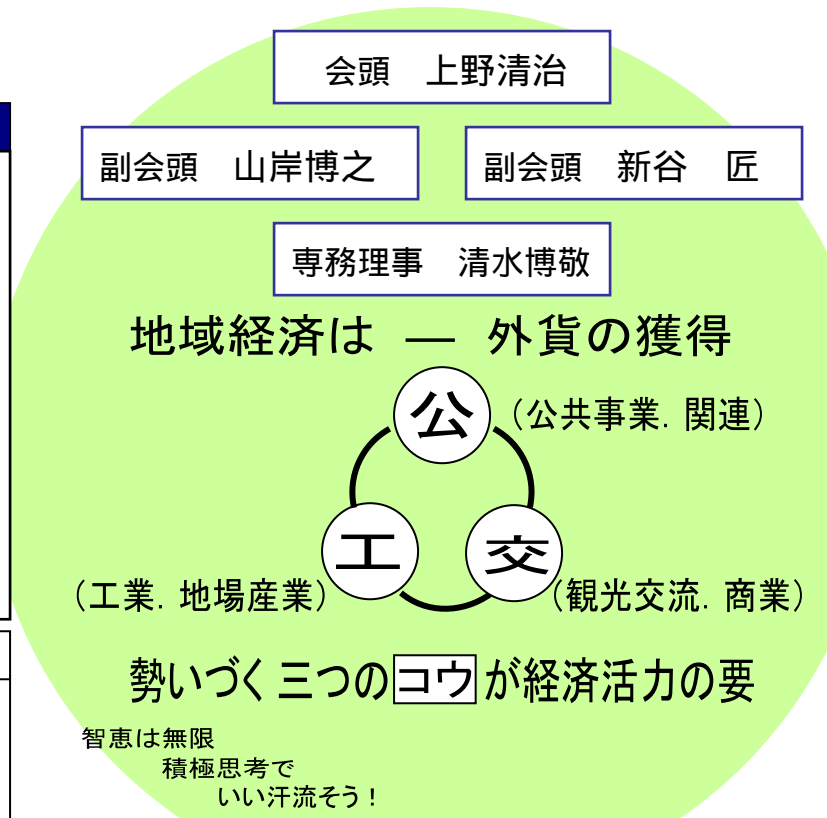 会頭　上野清治
副会頭　山岸博之
副会頭　新谷　匠
専務理事　清水博敬
地域経済は　―　外貨の獲得
公
（公共事業．関連）
工
交
（工業．地場産業）
（観光交流．商業）
勢いづく三つのコウが経済活力の要
智恵は無限
積極思考で
いい汗流そう！